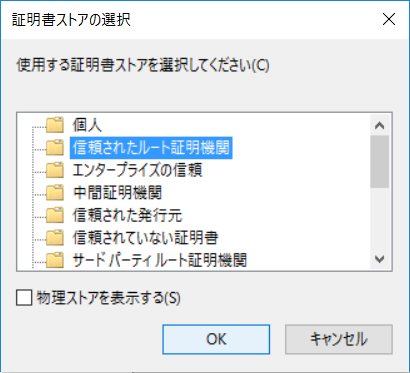 証明書ストアの選択
使用する証明書ストアを選択してください(C)
個人
信頼されたルート証明機関
エンタープライズの信頼
中間証明機関
信頼された発行元
信頼されていない証明書
サードパーティルート証明機関
物理ストアを表示する(S)
OK
キャンセル